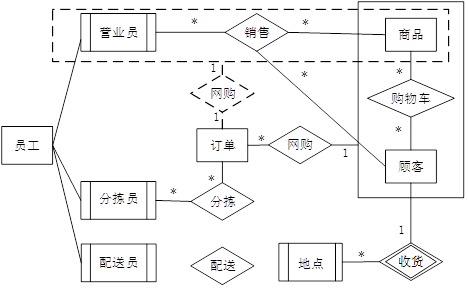 营业员 * 销售 * 商品
1 * *
网购 购物车
1 *
员工 订单 * 网购 1 顾客
* 
分拣员 * 分拣
1
配送员 配送 地点 * 收货